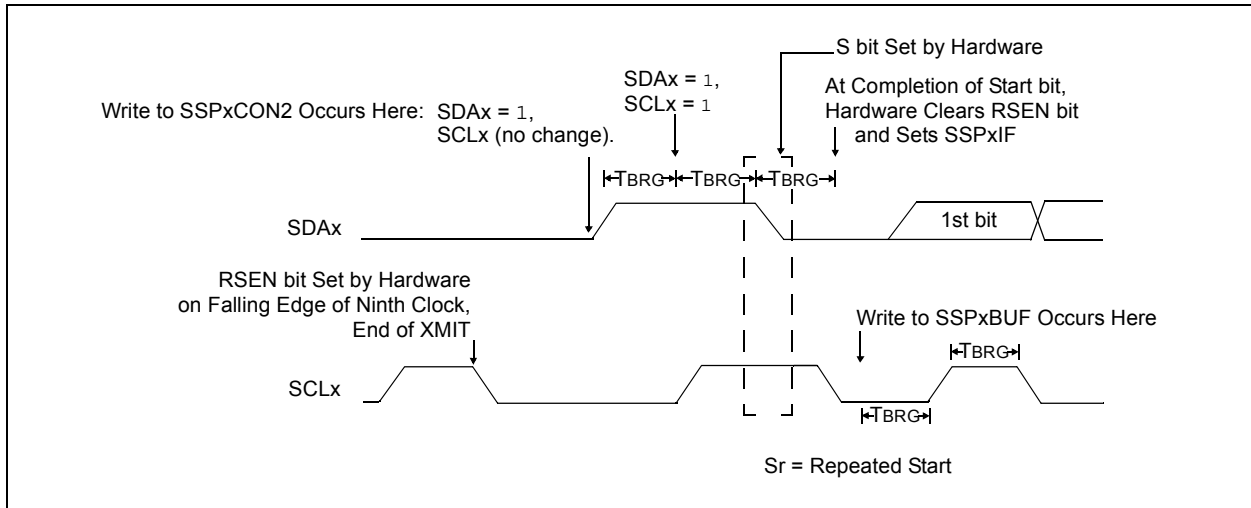 S bit Set by Hardware
SDAx = 1,
SCLx = 1
At Completion of Start bit,
Hardware Clears RSEN bit
and Sets SSPxIF
Write to SSPxCON2 Occurs Here: SDAx = 1,
SCLx (no change).
TBRG TBRG TBRG
SDAx
1st bit
RSEN bit Set by Hardware
on Falling Edge of Ninth Clock,
End of XMIT
Write to SSPxBUF Occurs Here
TBRG
SCLx
TBRG
Sr = Repeated Start